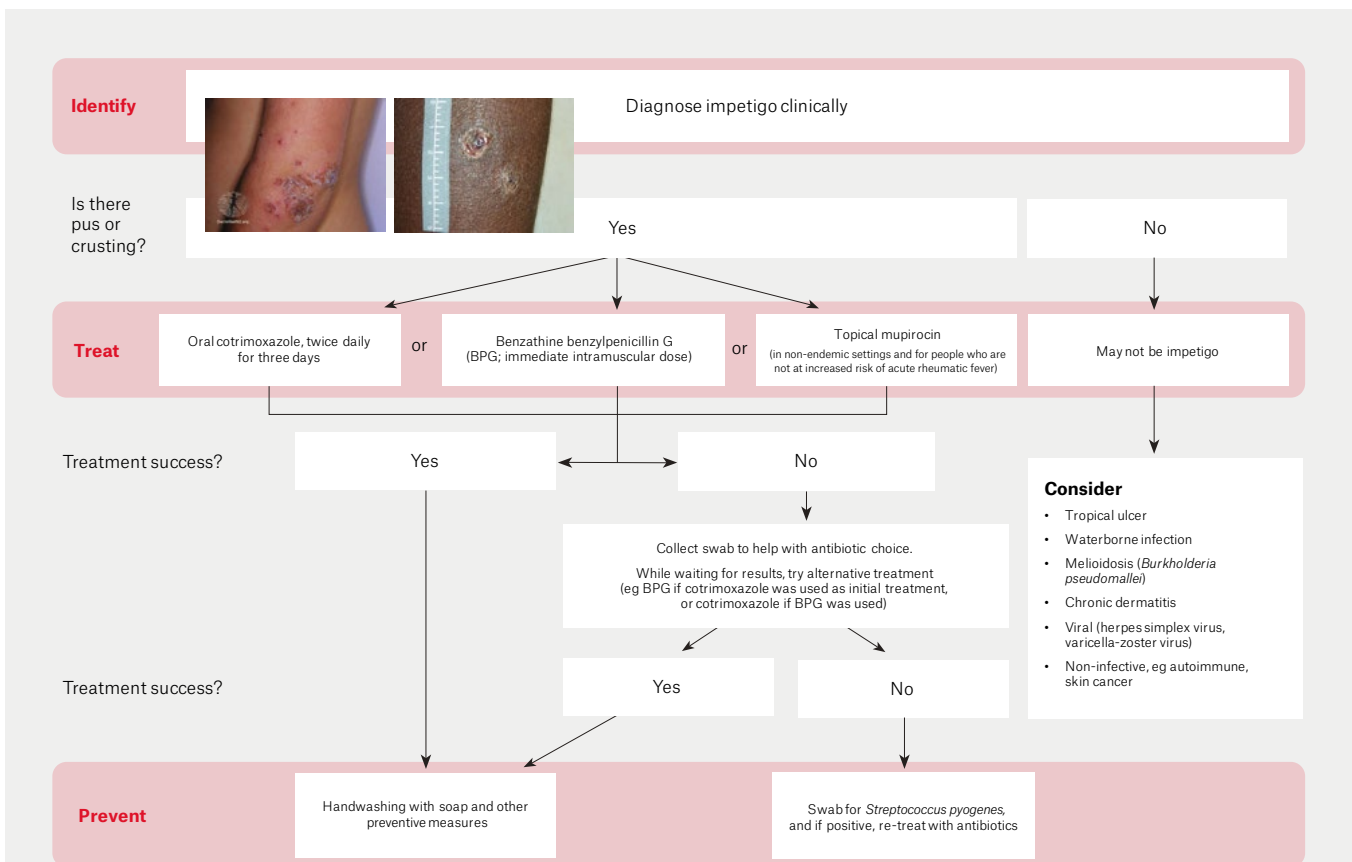 Identify
Diagnose impetigo clinically
Is there
pus or
crusting?
Yes
No
Treat
Oral cotrimoxazole, twice daily
for three days
or
Benzathine benzylpenicillin G
(BPG; immediate intramuscular dose)
or
Topical mupirocin
(in non-endemic settings and for people who are
not at increased risk of acute rheumatic fever)
May not be impetigo
Treatment success?
Yes
No
Consider
• Tropical ulcer
• Waterborne infection
• Melioidosis (Burkholderia
pseudomallei)
• Chronic dermatitis
• Viral (herpes simplex virus,
varicella-zoster virus)
• Non-infective, eg autoimmune,
skin cancer
Collect swab to help with antibiotic choice.
While waiting for results, try alternative treatment
(eg BPG if cotrimoxazole was used as initial treatment,
or cotrimoxazole if BPG was used)
Treatment success?
Yes
No
Prevent
Handwashing with soap and other
preventive measures
Swab for Streptococcus pyogenes,
and if positive, re-treat with antibiotics